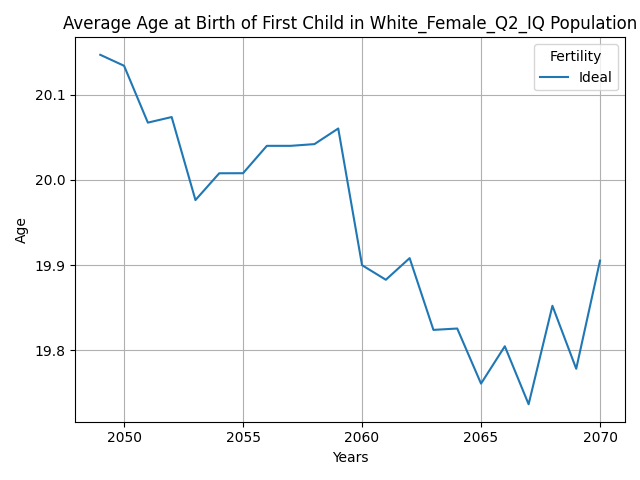 Average Age at Birth of First Child in White_Female_Q2_IQ Population
Fertility
Ideal
20.1
20.0
19.9
19.8
Age
2050 2055 2060 2065 2070
Years